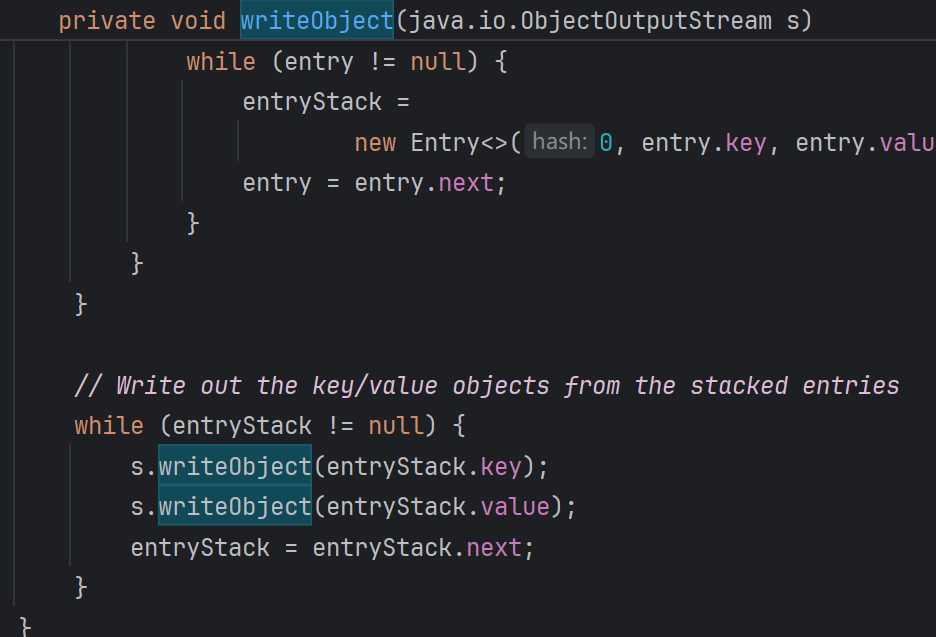 private void writeObject(java.io.ObjectOutputStream s)
while (entry != null) {
entryStack =
new Entry<>( hash: 0, entry.key, entry.valu
entry = entry.next;
}
}
}
// Write out the key/value objects from the stacked entries
while (entryStack != null) {
s.writeObject(entryStack.key);
s.writeObject(entryStack.value);
entryStack = entryStack.next;
}
}